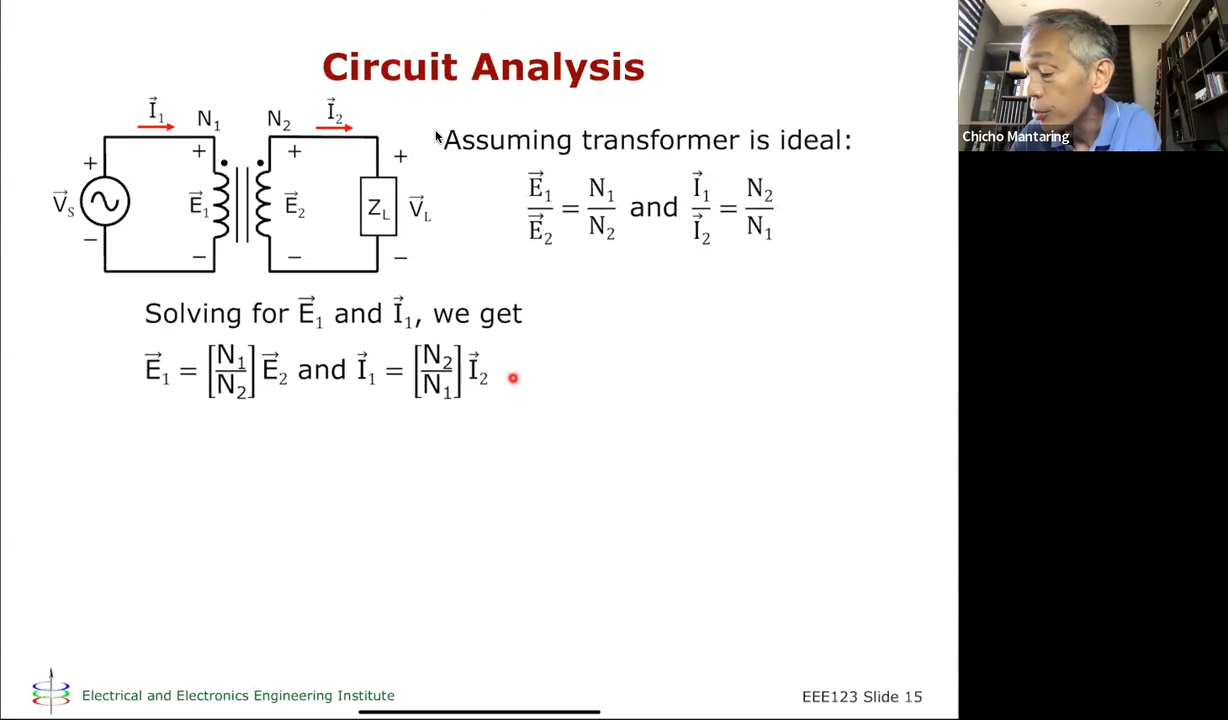 Circuit Analysis
I⃗₁ N₁ N₂ I⃗₂
+ + + +
V⃗ₛ E⃗₁ E⃗₂ Z_L V⃗_L
− − − −
Assuming transformer is ideal:
E⃗₁/E⃗₂ = N₁/N₂ and I⃗₁/I⃗₂ = N₂/N₁
Solving for E⃗₁ and I⃗₁, we get
E⃗₁ = [N₁/N₂] E⃗₂ and I⃗₁ = [N₂/N₁] I⃗₂
Chicho Mantaring
Electrical and Electronics Engineering Institute
EEE123 Slide 15